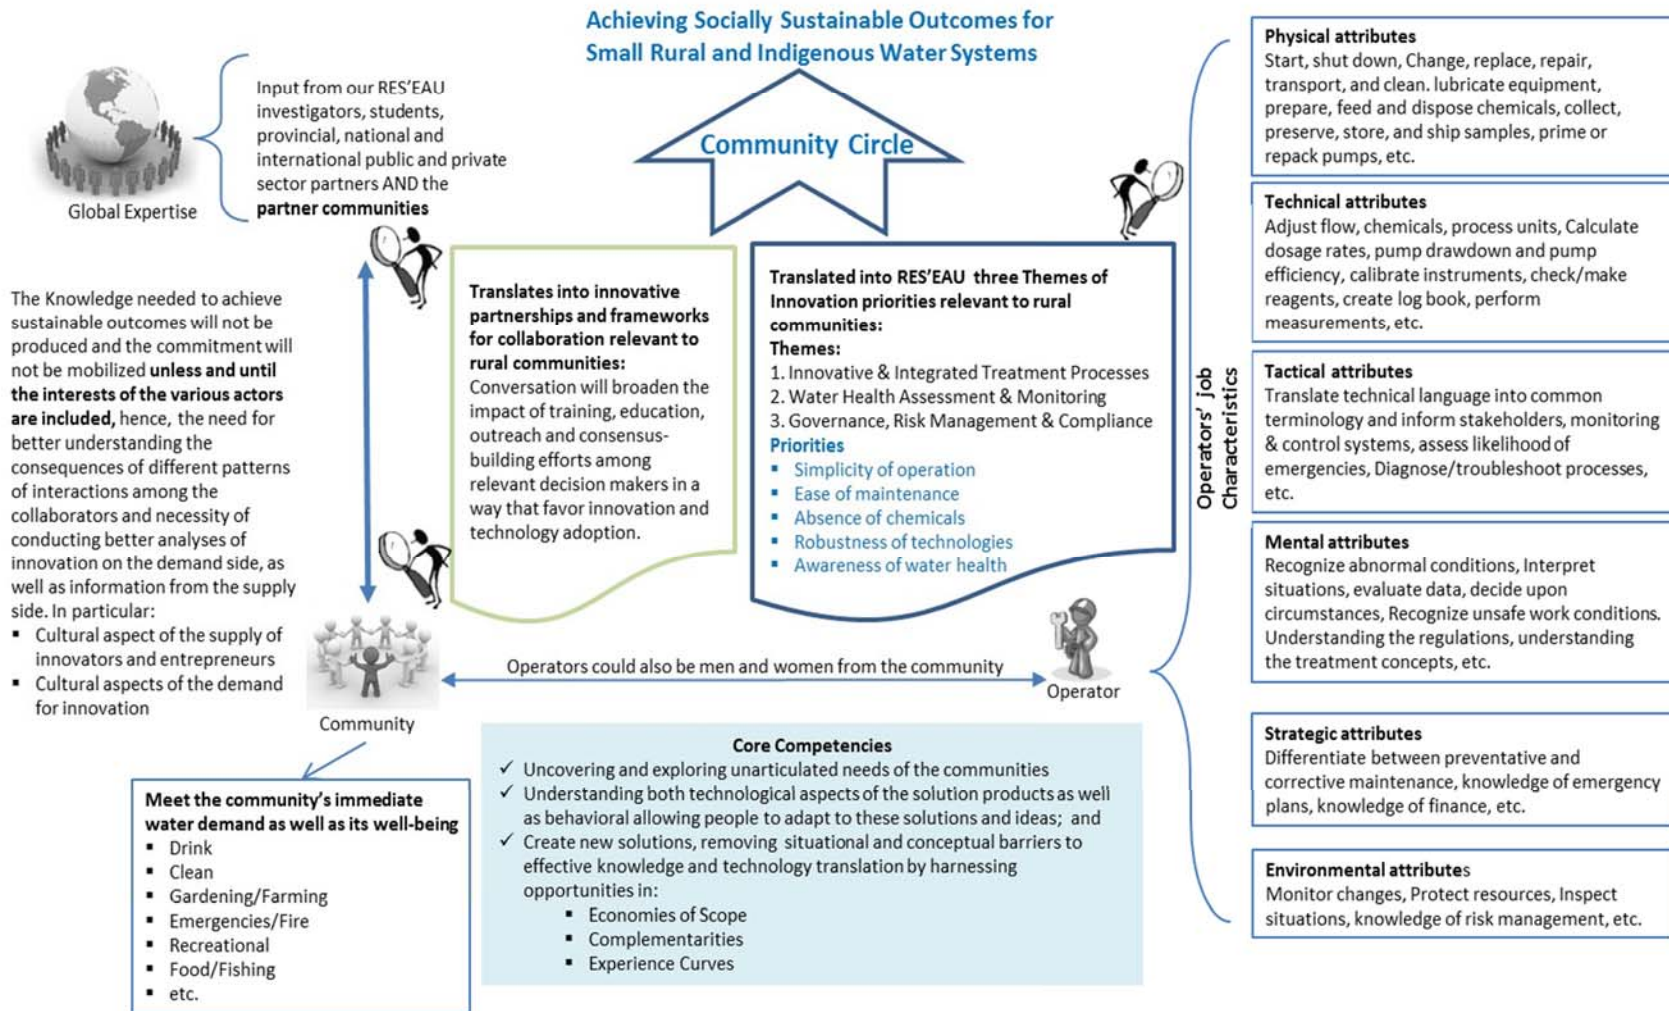 Achieving Socially Sustainable Outcomes for
Small Rural and Indigenous Water Systems
Community Circle
Input from our RES'EAU
investigators, students,
provincial, national and
international public and private
sector partners AND the
partner communities
Global Expertise
The Knowledge needed to achieve
sustainable outcomes will not be
produced and the commitment will
not be mobilized unless and until
the interests of the various actors
are included, hence, the need for
better understanding the
consequences of different patterns
of interactions among the
collaborators and necessity of
conducting better analyses of
innovation on the demand side, as
well as information from the supply
side. In particular:
▪ Cultural aspect of the supply of
innovators and entrepreneurs
▪ Cultural aspects of the demand
for innovation
Translates into innovative
partnerships and frameworks
for collaboration relevant to
rural communities:
Conversation will broaden the
impact of training, education,
outreach and consensus-
building efforts among
relevant decision makers in a
way that favor innovation and
technology adoption.
Translated into RES'EAU three Themes of
Innovation priorities relevant to rural
communities:
Themes:
1. Innovative & Integrated Treatment Processes
2. Water Health Assessment & Monitoring
3. Governance, Risk Management & Compliance
Priorities
▪ Simplicity of operation
▪ Ease of maintenance
▪ Absence of chemicals
▪ Robustness of technologies
▪ Awareness of water health
Operators could also be men and women from the community
Community
Operator
Meet the community's immediate
water demand as well as its well-being
▪ Drink
▪ Clean
▪ Gardening/Farming
▪ Emergencies/Fire
▪ Recreational
▪ Food/Fishing
▪ etc.
Core Competencies
✓ Uncovering and exploring unarticulated needs of the communities
✓ Understanding both technological aspects of the solution products as well
as behavioral allowing people to adapt to these solutions and ideas; and
✓ Create new solutions, removing situational and conceptual barriers to
effective knowledge and technology translation by harnessing
opportunities in:
▪ Economies of Scope
▪ Complementarities
▪ Experience Curves
Operators' job
Characteristics
Physical attributes
Start, shut down, Change, replace, repair,
transport, and clean. lubricate equipment,
prepare, feed and dispose chemicals, collect,
preserve, store, and ship samples, prime or
repack pumps, etc.
Technical attributes
Adjust flow, chemicals, process units, Calculate
dosage rates, pump drawdown and pump
efficiency, calibrate instruments, check/make
reagents, create log book, perform
measurements, etc.
Tactical attributes
Translate technical language into common
terminology and inform stakeholders, monitoring
& control systems, assess likelihood of
emergencies, Diagnose/troubleshoot processes,
etc.
Mental attributes
Recognize abnormal conditions, Interpret
situations, evaluate data, decide upon
circumstances, Recognize unsafe work conditions.
Understanding the regulations, understanding
the treatment concepts, etc.
Strategic attributes
Differentiate between preventative and
corrective maintenance, knowledge of emergency
plans, knowledge of finance, etc.
Environmental attributes
Monitor changes, Protect resources, Inspect
situations, knowledge of risk management, etc.